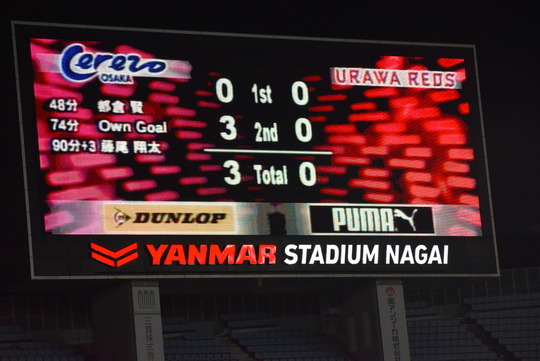 Cerezo
OSAKA
URAWA REDS
0 1st 0
48分 都倉 賢
74分 Own Goal
3 2nd 0
90分+3 藤尾 翔太
3 Total 0
DUNLOP
PUMA
YANMAR STADIUM NAGAI